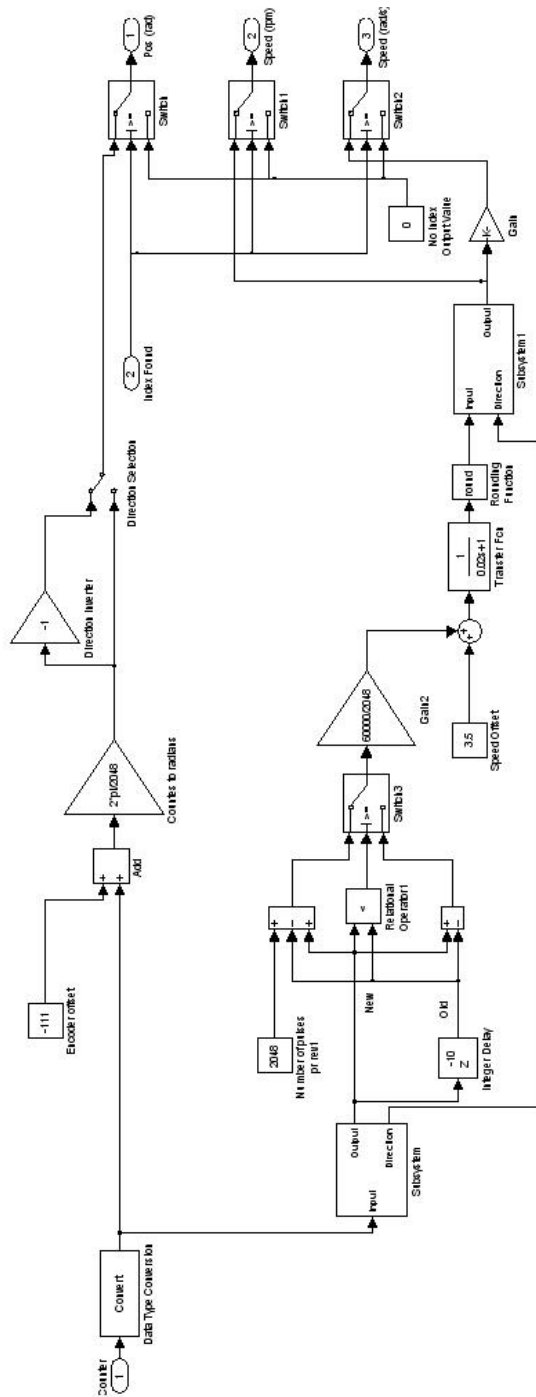 1
Counter
Convert
Data Type Conversion
-111
Encoder offset
+
+
Add
2*pi/2048
Countes to radians
-1
Direction Inverter
Direction Selection
2
Index Found
>=
Switch
1
Pos (rad)
>=
Switch1
2
Speed (rpm)
>=
Switch2
3
Speed (rad/s)
0
No Index
Output Value
-K-
Gain
Input
Output
Direction
Subsystem
2048
Number of pulses
pr rev1
New
Old
-10
Z
Integer Delay
+
-
+
<
Relational
Operator1
+
-
>=
Switch3
60000/2048
Gain2
3.5
Speed Offset
+
+
1
0.02s+1
Transfer Fcn
round
Rounding
Function
Input
Output
Direction
Subsystem1